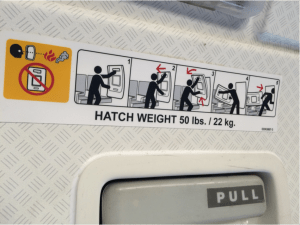 1 2 3 4 5
HATCH WEIGHT 50 lbs. / 22 kg.
PULL